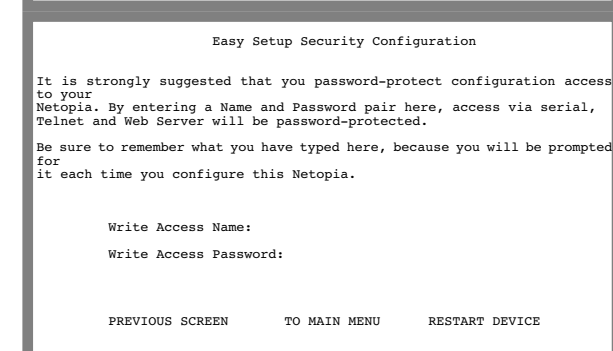 Easy Setup Security Configuration
It is strongly suggested that you password-protect configuration access
to your
Netopia. By entering a Name and Password pair here, access via serial,
Telnet and Web Server will be password-protected.
Be sure to remember what you have typed here, because you will be prompted
for
it each time you configure this Netopia.
Write Access Name:
Write Access Password:
PREVIOUS SCREEN TO MAIN MENU RESTART DEVICE